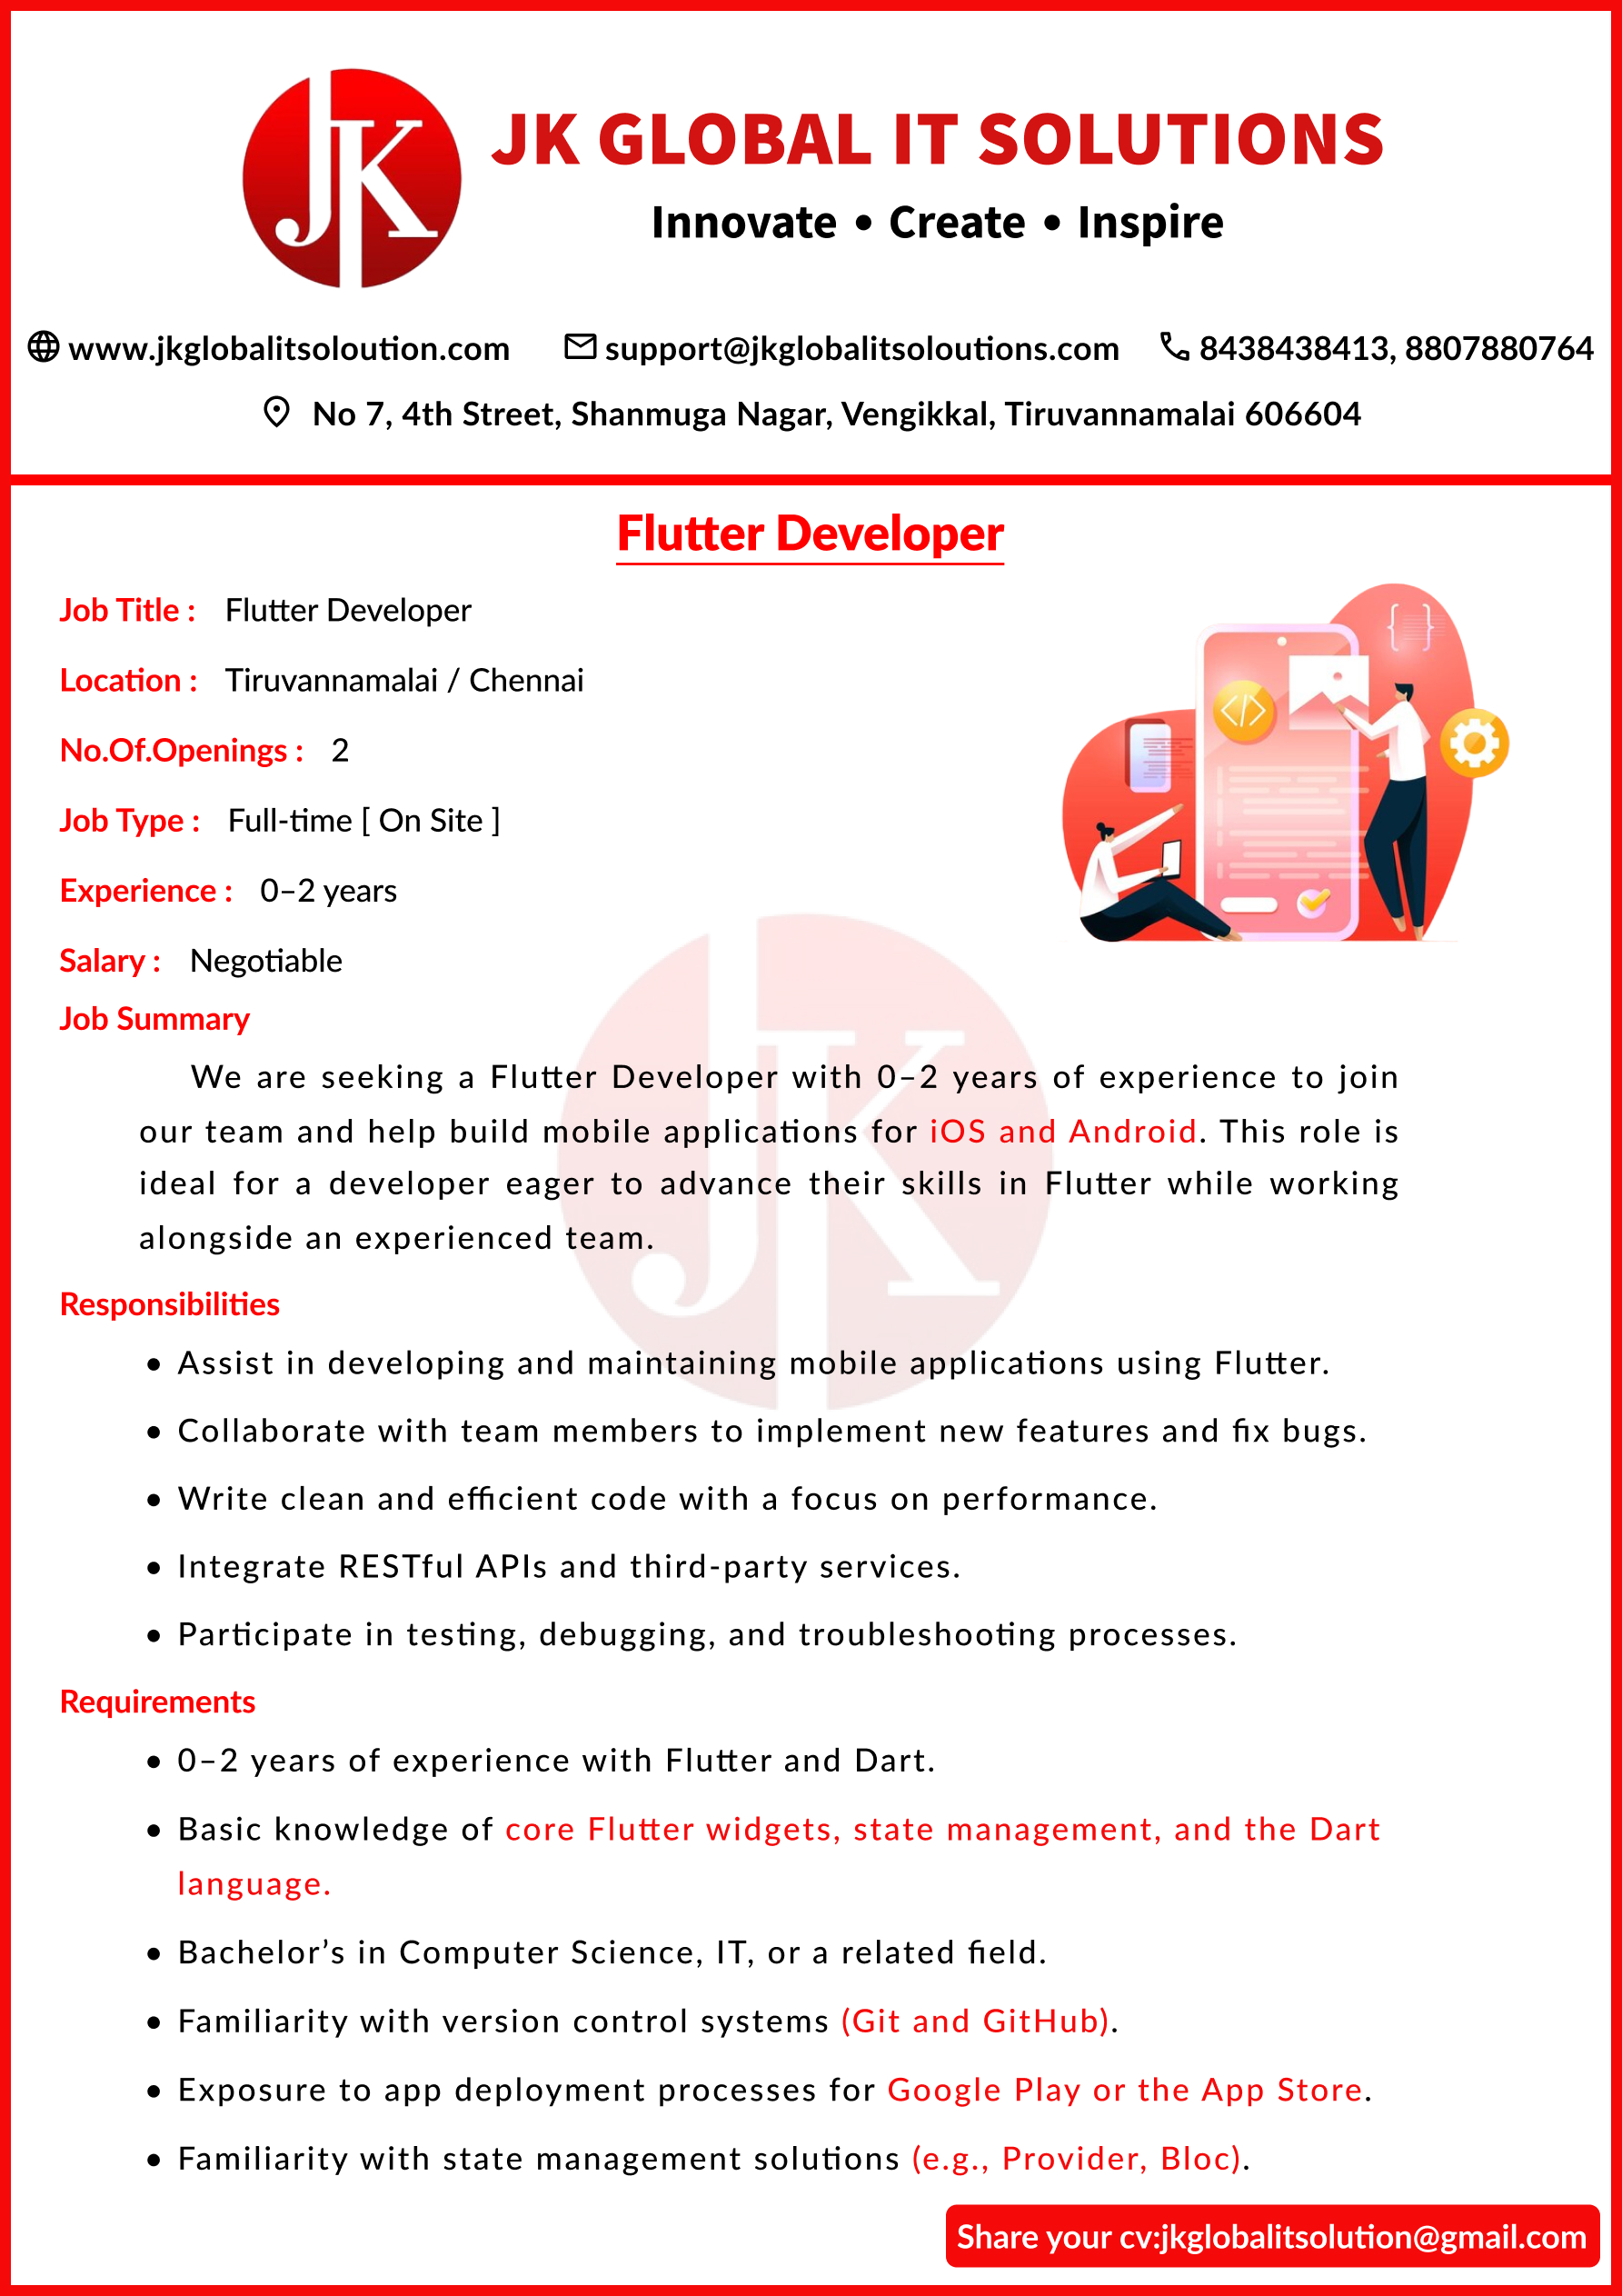 JK
JK GLOBAL IT SOLUTIONS
Innovate • Create • Inspire
www.jkglobalitsoloution.com support@jkglobalitsoloutions.com 8438438413, 8807880764
No 7, 4th Street, Shanmuga Nagar, Vengikkal, Tiruvannamalai 606604
Flutter Developer
Job Title : Flutter Developer
Location : Tiruvannamalai / Chennai
No.Of.Openings : 2
Job Type : Full-time [ On Site ]
Experience : 0–2 years
Salary : Negotiable
Job Summary
We are seeking a Flutter Developer with 0–2 years of experience to join
our team and help build mobile applications for iOS and Android. This role is
ideal for a developer eager to advance their skills in Flutter while working
alongside an experienced team.
JK
Responsibilities
• Assist in developing and maintaining mobile applications using Flutter.
• Collaborate with team members to implement new features and fix bugs.
• Write clean and efficient code with a focus on performance.
• Integrate RESTful APIs and third-party services.
• Participate in testing, debugging, and troubleshooting processes.
Requirements
• 0–2 years of experience with Flutter and Dart.
• Basic knowledge of core Flutter widgets, state management, and the Dart
language.
• Bachelor’s in Computer Science, IT, or a related field.
• Familiarity with version control systems (Git and GitHub).
• Exposure to app deployment processes for Google Play or the App Store.
• Familiarity with state management solutions (e.g., Provider, Bloc).
Share your cv:jkglobalitsolution@gmail.com